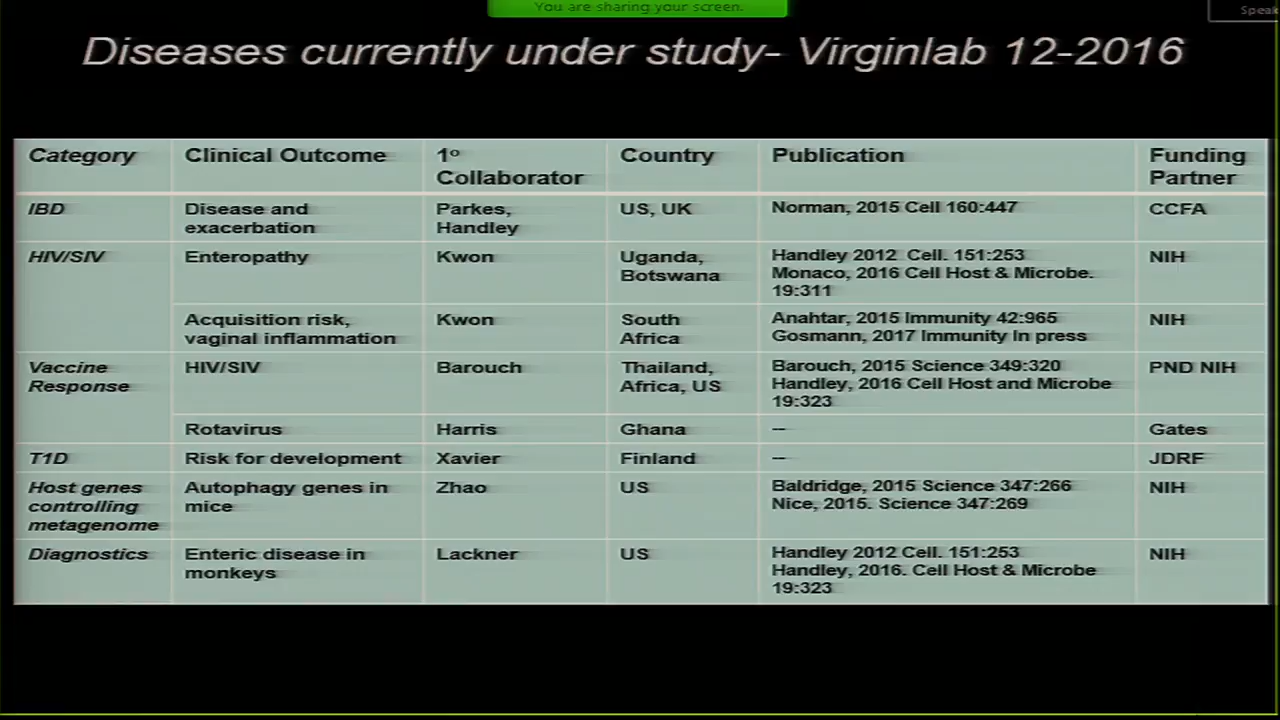 You are sharing your screen.
Speak
Diseases currently under study- Virginlab 12-2016
Category Clinical Outcome 1º Collaborator Country Publication Funding Partner
IBD Disease and exacerbation Parkes, Handley US, UK Norman, 2015 Cell 160:447 CCFA
HIV/SIV Enteropathy Kwon Uganda, Botswana Handley 2012 Cell. 151:253 Monaco, 2016 Cell Host & Microbe. 19:311 NIH
Acquisition risk, vaginal inflammation Kwon South Africa Anahtar, 2015 Immunity 42:965 Gosmann, 2017 Immunity In press NIH
Vaccine Response HIV/SIV Barouch Thailand, Africa, US Barouch, 2015 Science 349:320 Handley, 2016 Cell Host and Microbe 19:323 PND NIH
Rotavirus Harris Ghana -- Gates
T1D Risk for development Xavier Finland -- JDRF
Host genes controlling metagenome Autophagy genes in mice Zhao US Baldridge, 2015 Science 347:266 Nice, 2015. Science 347:269 NIH
Diagnostics Enteric disease in monkeys Lackner US Handley 2012 Cell. 151:253 Handley, 2016. Cell Host & Microbe 19:323 NIH